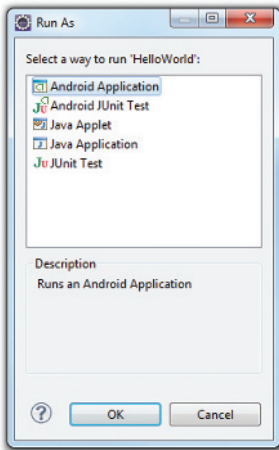 Run As
Select a way to run 'HelloWorld':
Android Application
Android JUnit Test
Java Applet
Java Application
JUnit Test
Description
Runs an Android Application
OK
Cancel